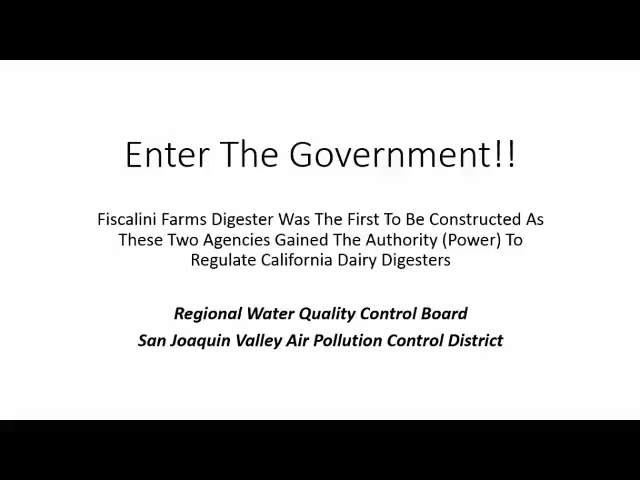 Enter The Government!!
Fiscalini Farms Digester Was The First To Be Constructed As
These Two Agencies Gained The Authority (Power) To
Regulate California Dairy Digesters
Regional Water Quality Control Board
San Joaquin Valley Air Pollution Control District